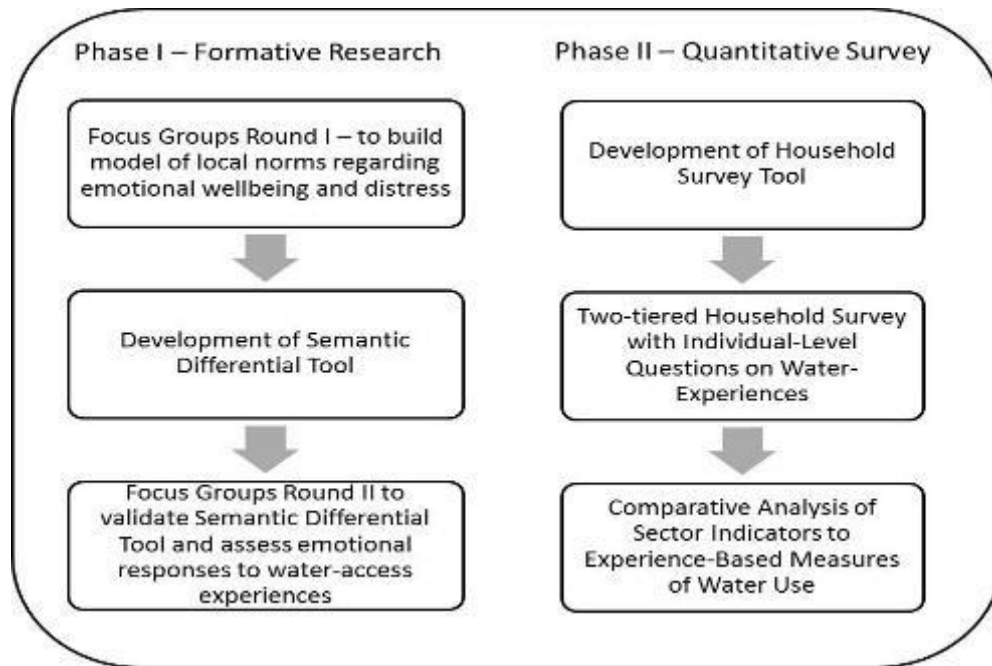 Phase I – Formative Research
Focus Groups Round I – to build
model of local norms regarding
emotional wellbeing and distress
Development of Semantic
Differential Tool
Focus Groups Round II to
validate Semantic Differential
Tool and assess emotional
responses to water-access
experiences
Phase II – Quantitative Survey
Development of Household
Survey Tool
Two-tiered Household Survey
with Individual-Level
Questions on Water-
Experiences
Comparative Analysis of
Sector Indicators to
Experience-Based Measures
of Water Use